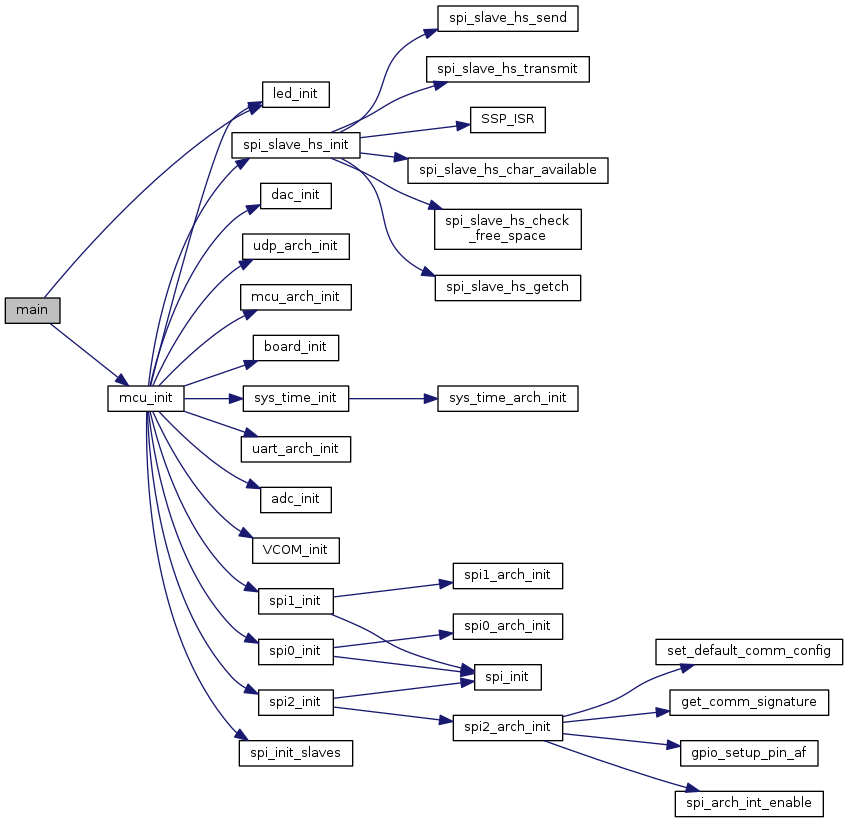 spi_slave_hs_send
spi_slave_hs_transmit
led_init
SSP_ISR
spi_slave_hs_init
spi_slave_hs_char_available
dac_init
spi_slave_hs_check
_free_space
udp_arch_init
spi_slave_hs_getch
mcu_arch_init
main
board_init
mcu_init
sys_time_init
sys_time_arch_init
uart_arch_init
adc_init
VCOM_init
spi1_arch_init
spi1_init
spi0_arch_init
spi0_init
set_default_comm_config
spi_init
spi2_init
get_comm_signature
spi2_arch_init
spi_init_slaves
gpio_setup_pin_af
spi_arch_int_enable